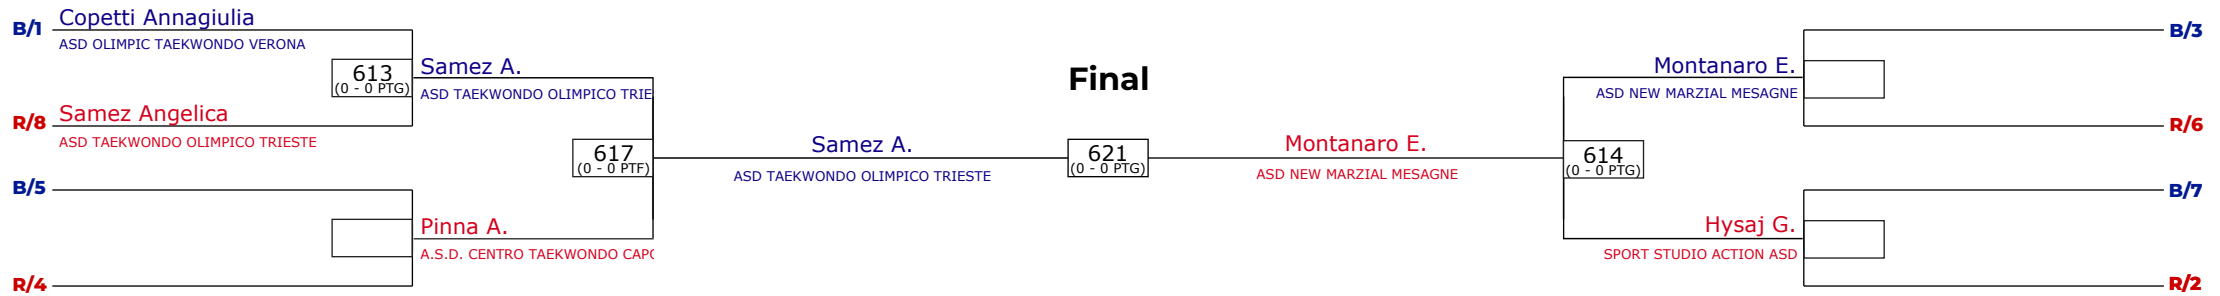 B/1
Copetti Annagiulia
ASD OLIMPIC TAEKWONDO VERONA
613
(0 - 0 PTG)
Samez A.
ASD TAEKWONDO OLIMPICO TRIE
R/8
Samez Angelica
ASD TAEKWONDO OLIMPICO TRIESTE
617
(0 - 0 PTF)
B/5
Pinna A.
A.S.D. CENTRO TAEKWONDO CAPO
R/4
Final
Samez A.
ASD TAEKWONDO OLIMPICO TRIESTE
621
(0 - 0 PTG)
Montanaro E.
ASD NEW MARZIAL MESAGNE
B/3
Montanaro E.
ASD NEW MARZIAL MESAGNE
R/6
614
(0 - 0 PTG)
B/7
Hysaj G.
SPORT STUDIO ACTION ASD
R/2